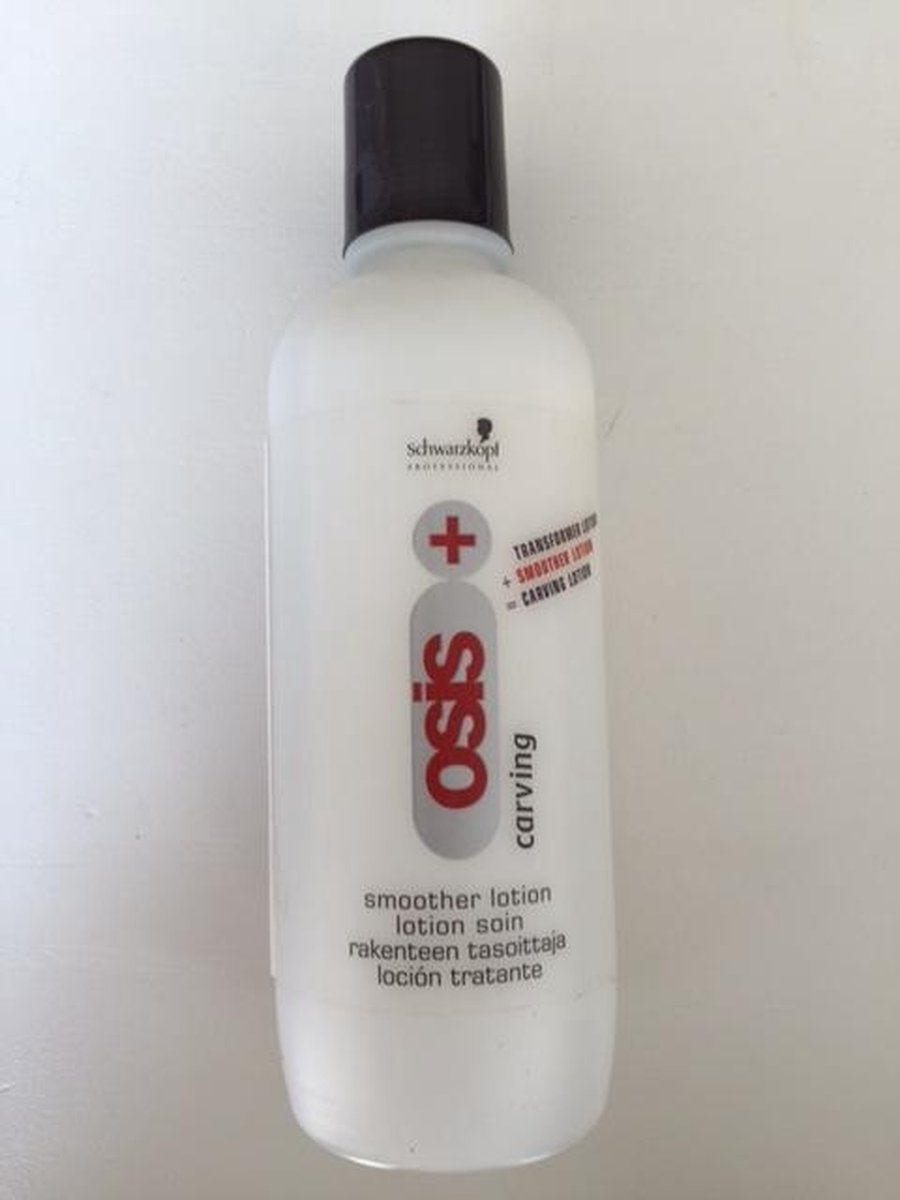 Schwarzkopf
PROFESSIONAL
+
TRANSFORMER LOTION
+ SMOOTHER LOTION
= CARVING LOTION
osis
carving
smoother lotion
lotion soin
rakenteen tasoittaja
loción tratante